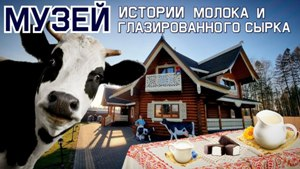 МУЗЕЙ ИСТОРИИ МОЛОКА И
ГЛАЗИРОВАННОГО СЫРКА